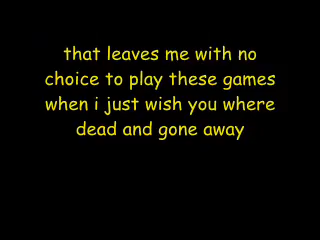 that leaves me with no
choice to play these games
when i just wish you where
dead and gone away